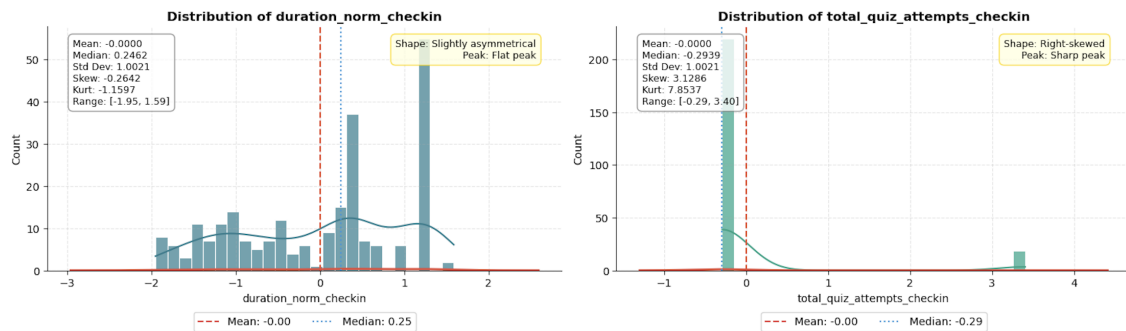 Distribution of duration_norm_checkin
Mean: -0.0000
Median: 0.2462
Std Dev: 1.0021
Skew: -0.2642
Kurt: -1.1597
Range: [-1.95, 1.59]
Shape: Slightly asymmetrical
Peak: Flat peak
Count
50
40
30
20
10
0
−3
−2
−1
0
1
2
duration_norm_checkin
Mean: -0.00
Median: 0.25
Distribution of total_quiz_attempts_checkin
Mean: -0.0000
Median: -0.2939
Std Dev: 1.0021
Skew: 3.1286
Kurt: 7.8537
Range: [-0.29, 3.40]
Shape: Right-skewed
Peak: Sharp peak
Count
200
150
100
50
0
−1
0
1
2
3
4
total_quiz_attempts_checkin
Mean: -0.00
Median: -0.29